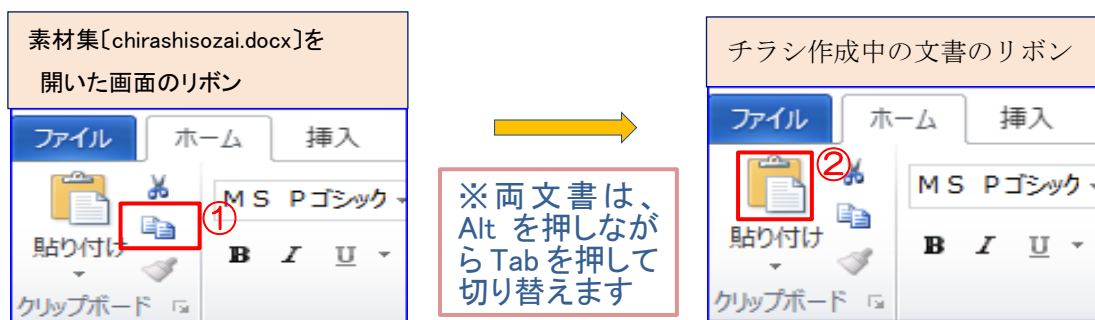 素材集〔chirashisozai.docx〕を
開いた画面のリボン
ファイル ホーム 挿入
①
MS Pゴシック
貼り付け
B I U
クリップボード
※両文書は、
Alt を押しなが
ら Tab を押して
切り替えます
チラシ作成中の文書のリボン
ファイル ホーム 挿入
②
MS Pゴシック
貼り付け
B I U
クリップボード